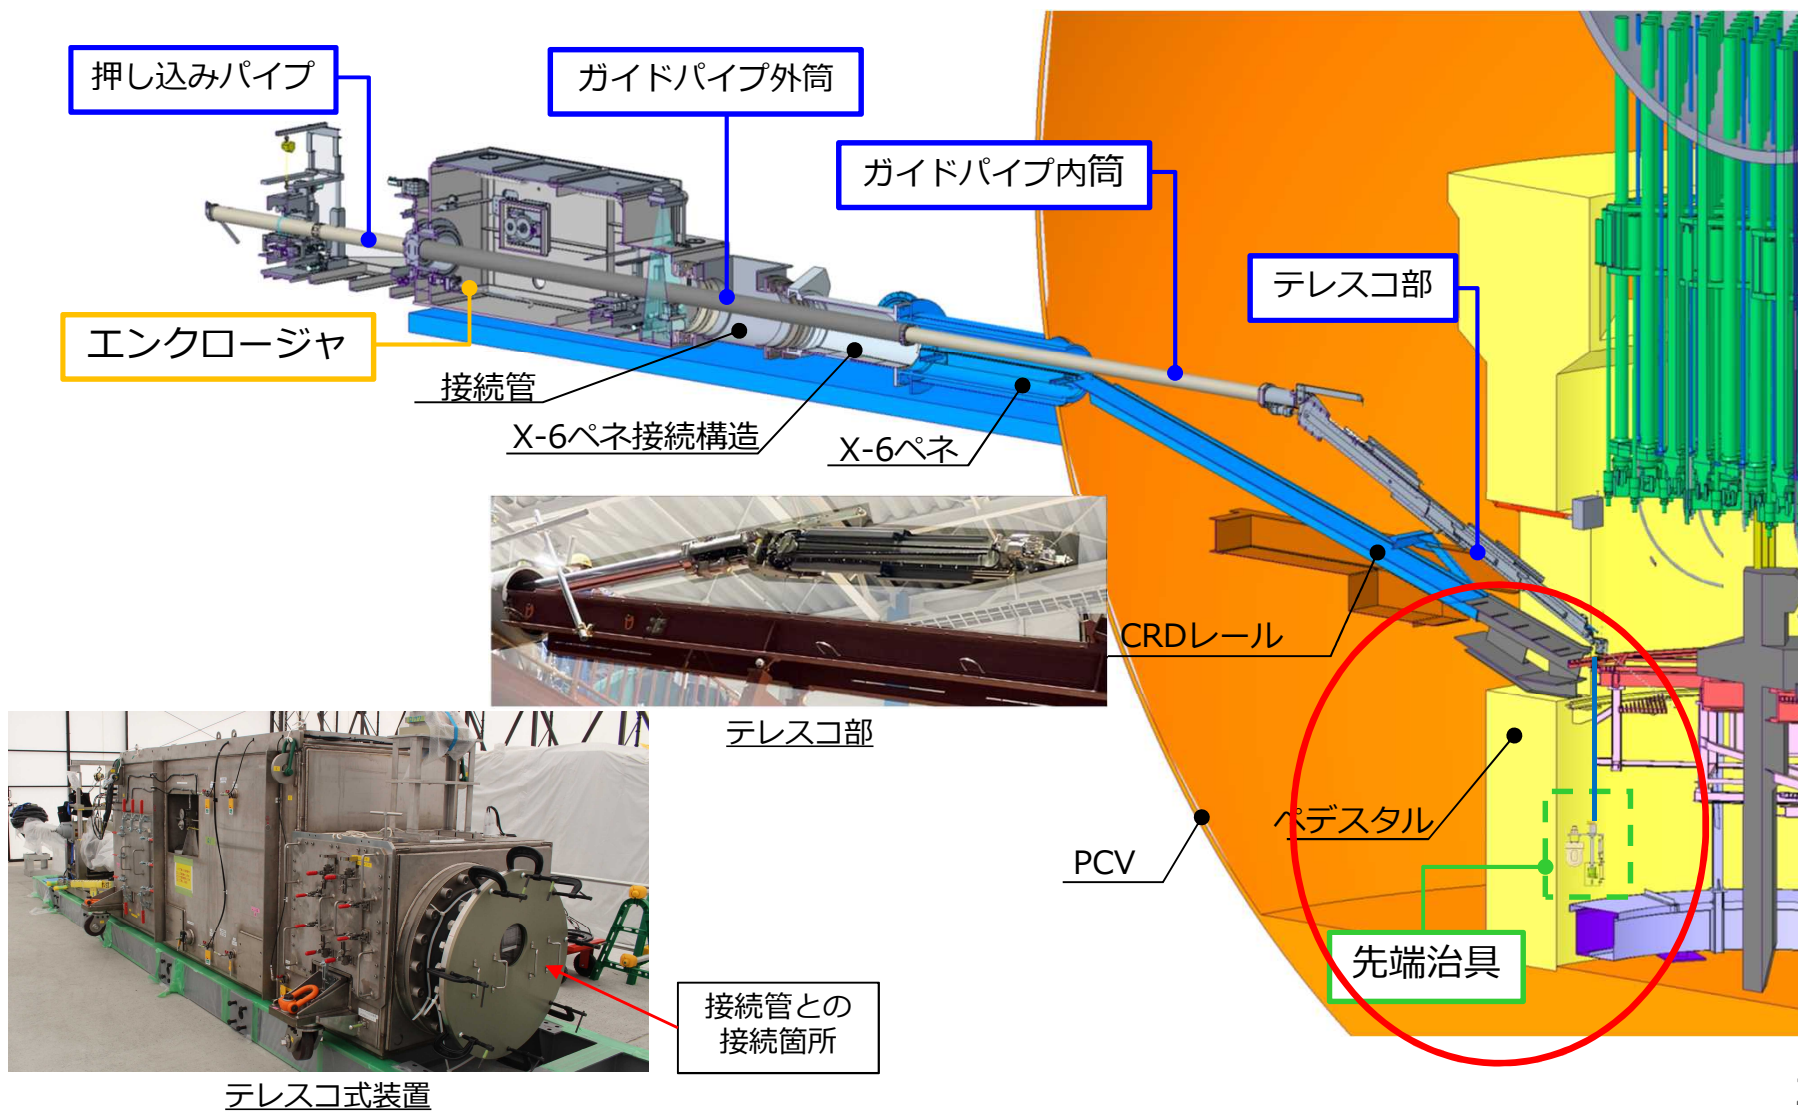 押し込みパイプ
ガイドパイプ外筒
ガイドパイプ内筒
テレスコ部
エンクロージャ
接続管
X-6ペネ接続構造
X-6ペネ
CRDレール
テレスコ部
ペデスタル
PCV
先端治具
接続管との
接続箇所
テレスコ式装置